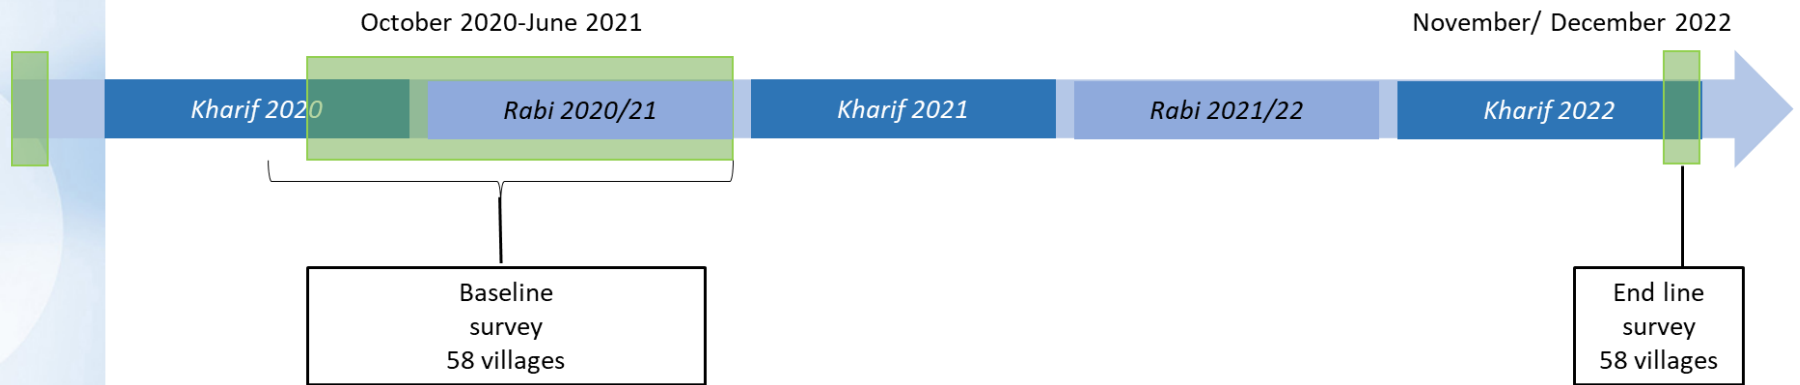 October 2020-June 2021
November/ December 2022
Kharif 2020
Rabi 2020/21
Kharif 2021
Rabi 2021/22
Kharif 2022
Baseline
survey
58 villages
End line
survey
58 villages